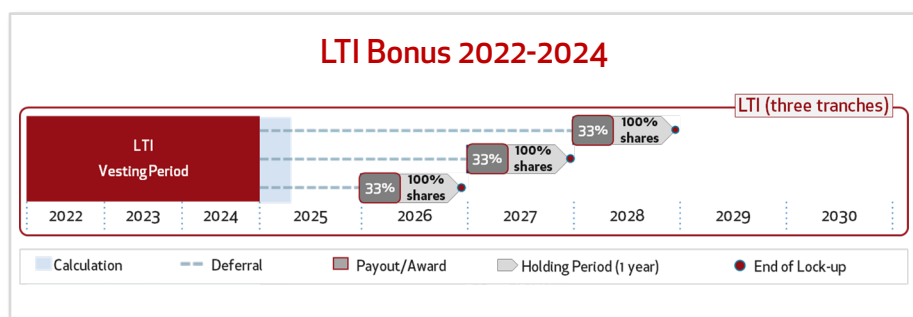 LTI Bonus 2022-2024
LTI (three tranches)
LTI
Vesting Period
33%
100%
shares
33%
100%
shares
33%
100%
shares
2022
2023
2024
2025
2026
2027
2028
2029
2030
Calculation
Deferral
Payout/Award
Holding Period (1 year)
End of Lock-up